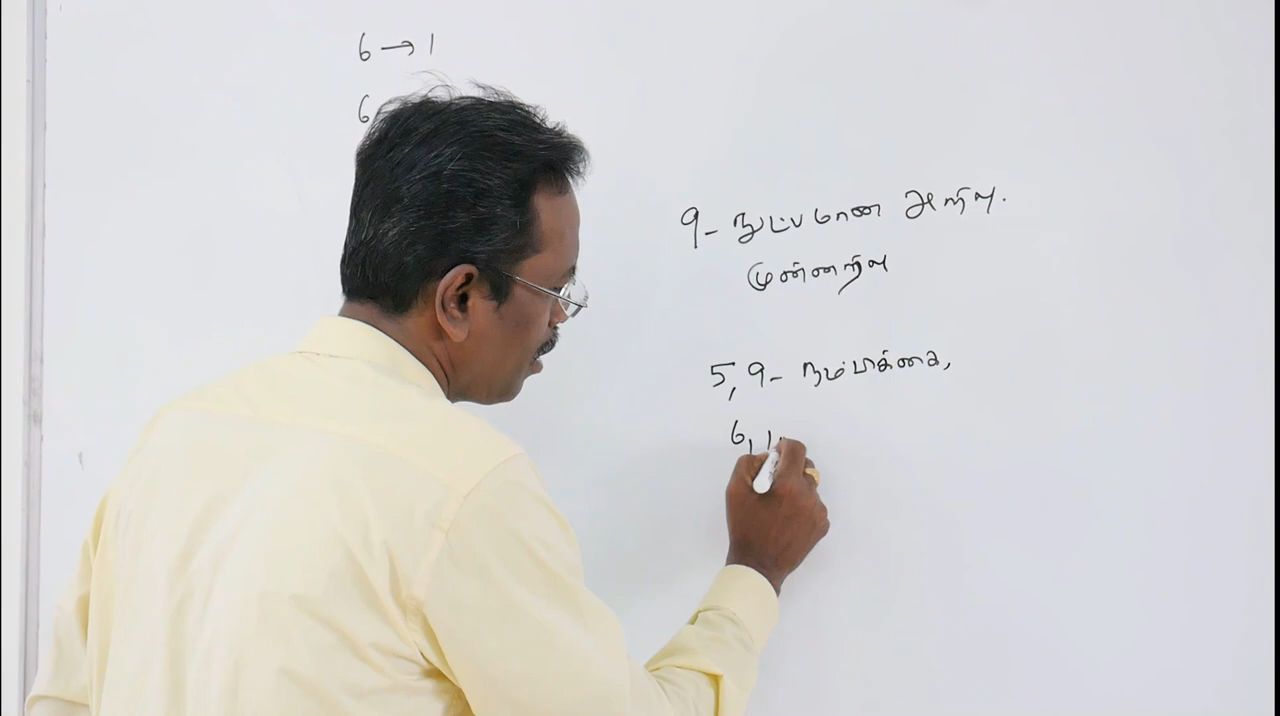 6 → 1
6
9 - நுட்பமான அறிவு.
முன்னறிவு
5, 9 - நம்பிக்கை,
6, 1